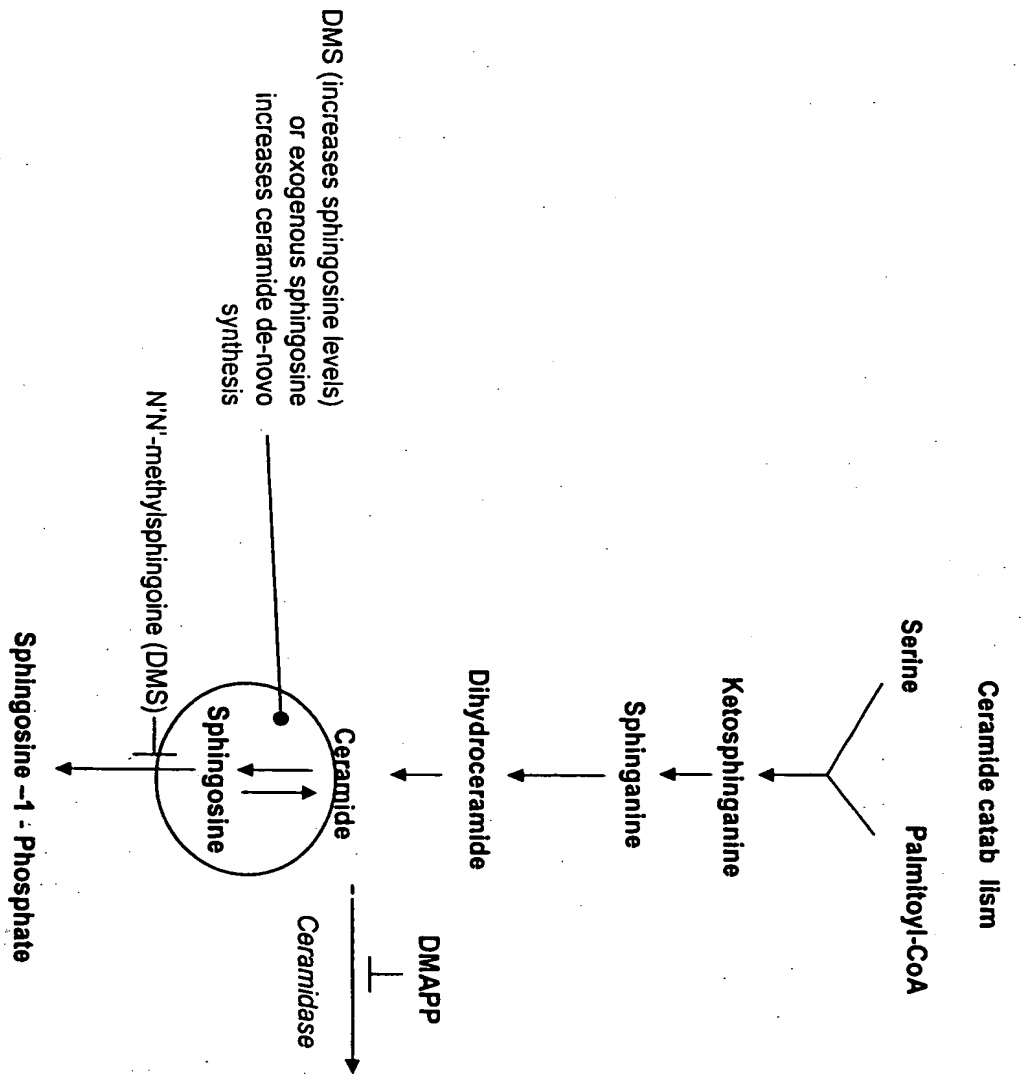 Ceramide catab lism
Serine
Palmitoyl-CoA
Ketosphinganine
Sphinganine
Dihydroceramide
DMAPP
Ceramide
Ceramidase
DMS (increases sphingosine levels)
or exogenous sphingosine
increases ceramide de-novo
synthesis
Sphingosine
N'N'-methylsphingoine (DMS)
Sphingosine –1 - Phosphate